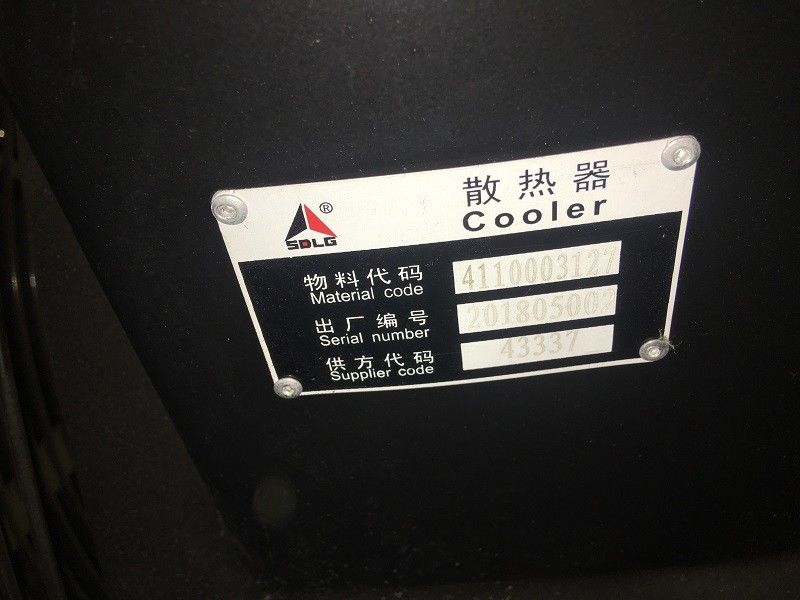 散热器
Cooler
®
SDLG
物料代码 4110003127
Material code
出厂编号 201805002
Serial number
供方代码 43337
Supplier code